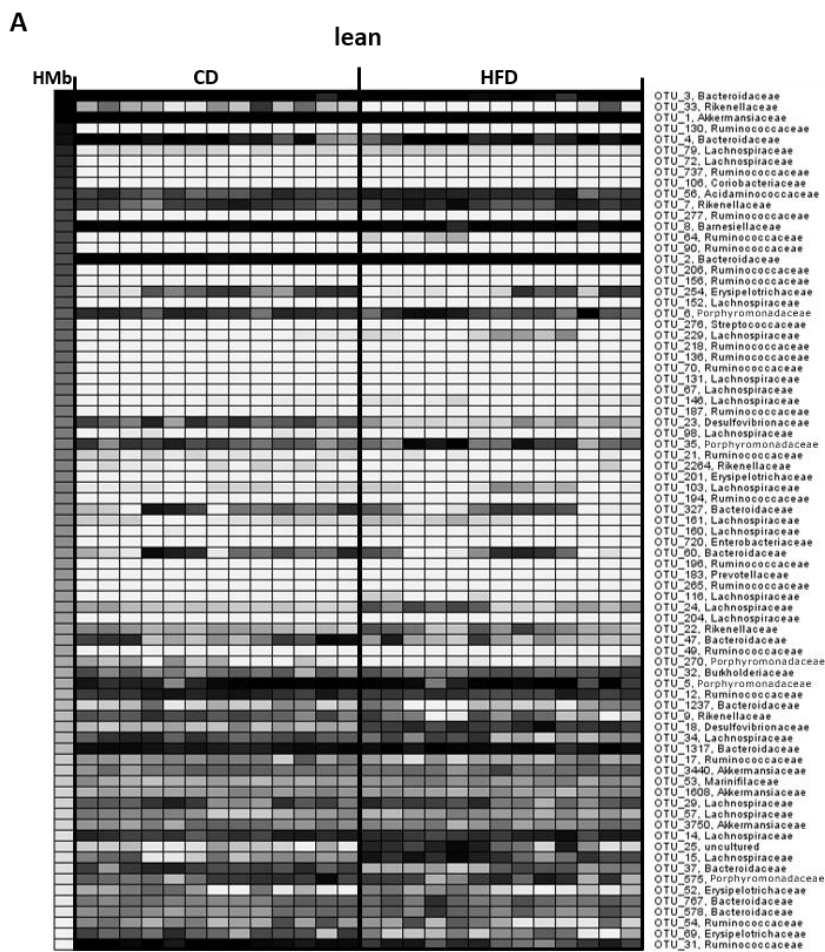 A
lean
HMb CD HFD
OTU_3, Bacteroidaceae
OTU_33, Rikenellaceae
OTU_1, Akkermansiaceae
OTU_130, Ruminococcaceae
OTU_4, Bacteroidaceae
OTU_79, Lachnospiraceae
OTU_72, Lachnospiraceae
OTU_737, Ruminococcaceae
OTU_106, Coriobacteriaceae
OTU_56, Acidaminococcaceae
OTU_7, Rikenellaceae
OTU_277, Ruminococcaceae
OTU_8, Barnesiellaceae
OTU_64, Ruminococcaceae
OTU_90, Ruminococcaceae
OTU_2, Bacteroidaceae
OTU_206, Ruminococcaceae
OTU_156, Ruminococcaceae
OTU_254, Erysipelotrichaceae
OTU_152, Lachnospiraceae
OTU_6, Porphyromonadaceae
OTU_276, Streptococcaceae
OTU_229, Lachnospiraceae
OTU_218, Ruminococcaceae
OTU_136, Ruminococcaceae
OTU_70, Ruminococcaceae
OTU_131, Lachnospiraceae
OTU_67, Lachnospiraceae
OTU_146, Lachnospiraceae
OTU_187, Ruminococcaceae
OTU_23, Desulfovibrionaceae
OTU_98, Lachnospiraceae
OTU_35, Porphyromonadaceae
OTU_21, Ruminococcaceae
OTU_2264, Rikenellaceae
OTU_201, Erysipelotrichaceae
OTU_103, Lachnospiraceae
OTU_194, Ruminococcaceae
OTU_327, Bacteroidaceae
OTU_161, Lachnospiraceae
OTU_160, Lachnospiraceae
OTU_720, Enterobacteriaceae
OTU_60, Bacteroidaceae
OTU_196, Ruminococcaceae
OTU_183, Prevotellaceae
OTU_265, Ruminococcaceae
OTU_116, Lachnospiraceae
OTU_24, Lachnospiraceae
OTU_204, Lachnospiraceae
OTU_22, Rikenellaceae
OTU_47, Bacteroidaceae
OTU_49, Ruminococcaceae
OTU_270, Porphyromonadaceae
OTU_32, Burkholderiaceae
OTU_5, Porphyromonadaceae
OTU_12, Ruminococcaceae
OTU_1237, Bacteroidaceae
OTU_9, Rikenellaceae
OTU_18, Desulfovibrionaceae
OTU_34, Lachnospiraceae
OTU_1317, Bacteroidaceae
OTU_17, Ruminococcaceae
OTU_3440, Akkermansiaceae
OTU_53, Marinifilaceae
OTU_1608, Akkermansiaceae
OTU_29, Lachnospiraceae
OTU_57, Lachnospiraceae
OTU_3750, Akkermansiaceae
OTU_14, Lachnospiraceae
OTU_25, uncultured
OTU_15, Lachnospiraceae
OTU_37, Bacteroidaceae
OTU_575, Porphyromonadaceae
OTU_52, Erysipelotrichaceae
OTU_767, Bacteroidaceae
OTU_578, Bacteroidaceae
OTU_54, Ruminococcaceae
OTU_69, Erysipelotrichaceae
OTU_31, Ruminococcaceae